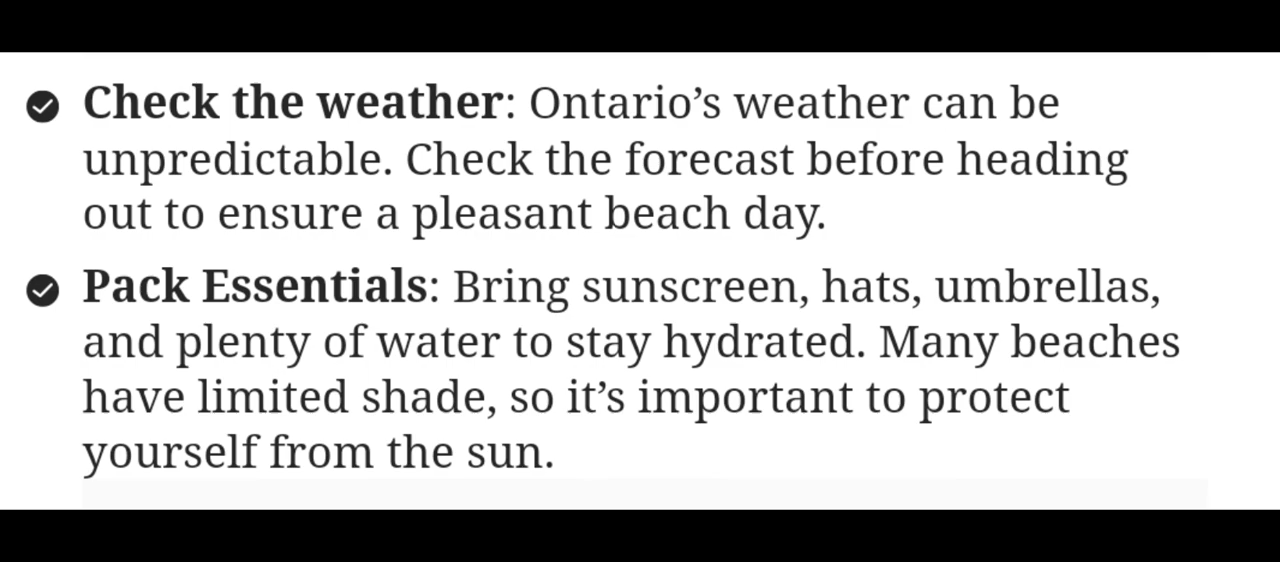 Check the weather: Ontario’s weather can be
unpredictable. Check the forecast before heading
out to ensure a pleasant beach day.
Pack Essentials: Bring sunscreen, hats, umbrellas,
and plenty of water to stay hydrated. Many beaches
have limited shade, so it’s important to protect
yourself from the sun.